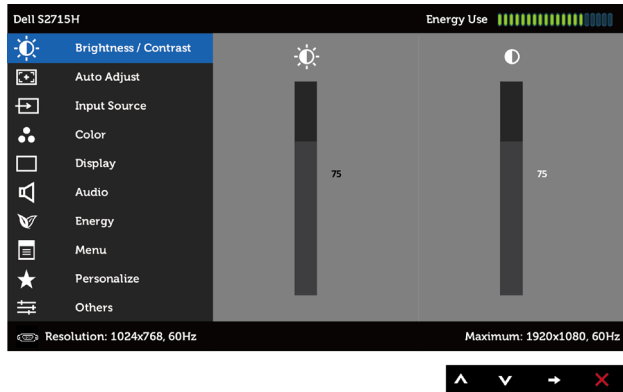 Dell S2715H
Energy Use
Brightness / Contrast
Auto Adjust
Input Source
Color
Display
Audio
Energy
Menu
Personalize
Others
75
75
Resolution: 1024x768, 60Hz
Maximum: 1920x1080, 60Hz